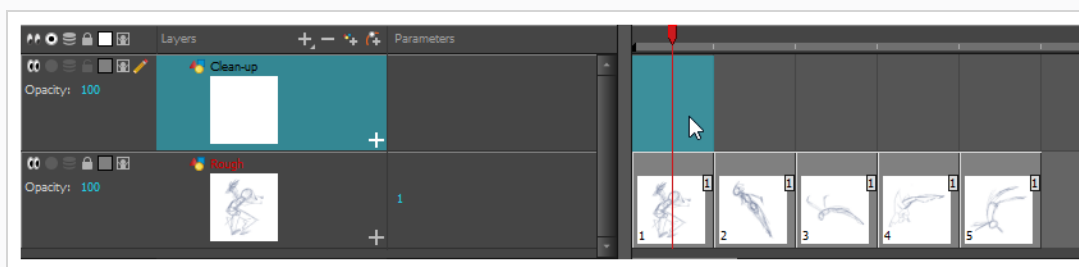 Layers Parameters
Clean-up
Opacity: 100
Rough
Opacity: 100
1
1 1 1 1 1
1 2 3 4 5